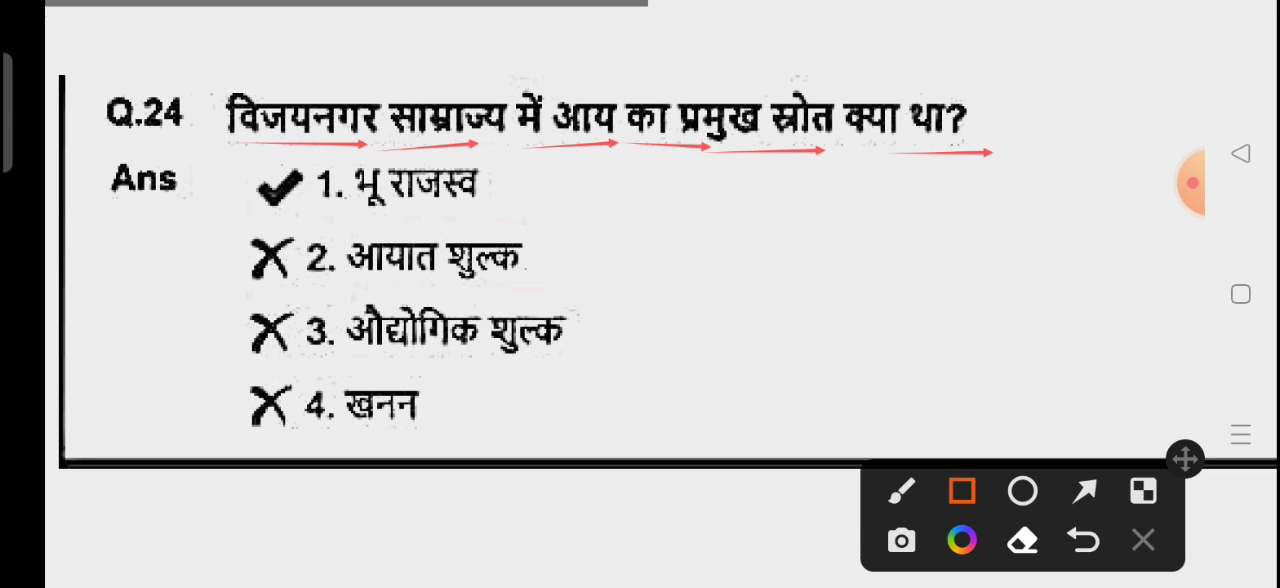 Q.24 विजयनगर साम्राज्य में आय का प्रमुख स्रोत क्या था?
Ans 1. भू राजस्व
2. आयात शुल्क
3. औद्योगिक शुल्क
4. खनन